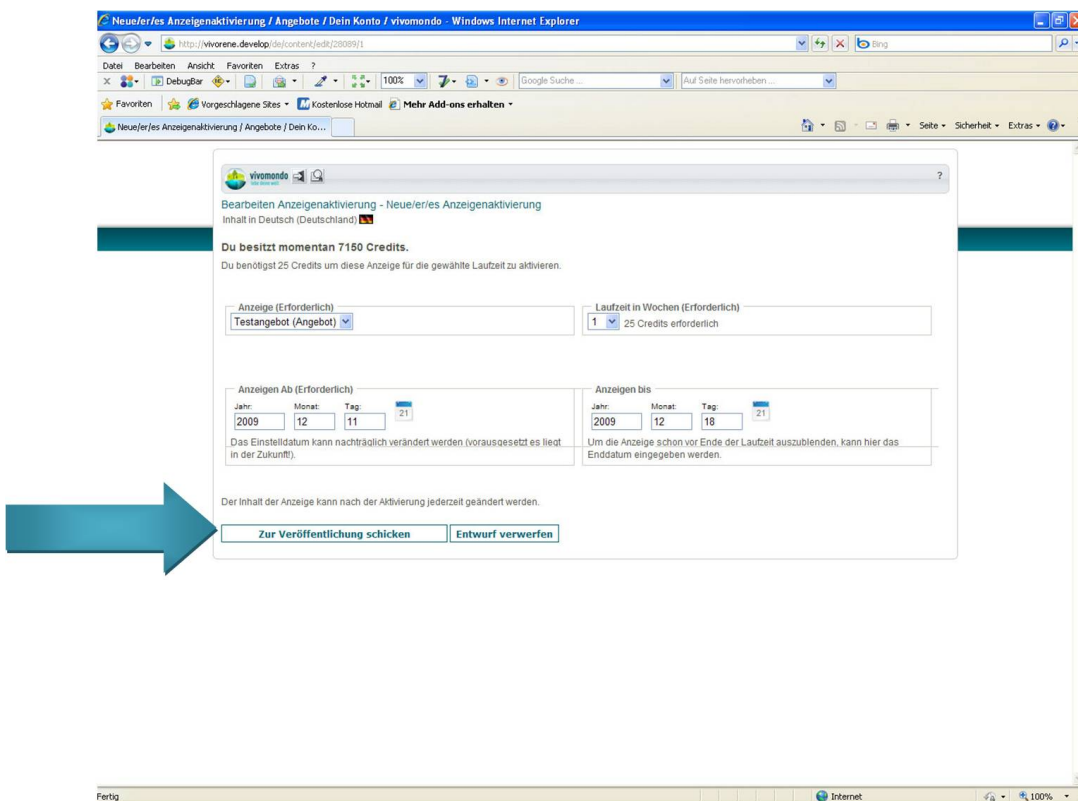 Neue/er/es Anzeigenaktivierung / Angebote / Dein Konto / vivomondo - Windows Internet Explorer
http://vivorene.develop/de/content/edit/28089/1
Bing
Datei Bearbeiten Ansicht Favoriten Extras ?
X DebugBar 100% Google Suche ... Auf Seite hervorheben ...
Favoriten Vorgeschlagene Sites Kostenlose Hotmail Mehr Add-ons erhalten
Neue/er/es Anzeigenaktivierung / Angebote / Dein Ko... Seite Sicherheit Extras
vivomondo ?
Bearbeiten Anzeigenaktivierung - Neue/er/es Anzeigenaktivierung
Inhalt in Deutsch (Deutschland)
Du besitzt momentan 7150 Credits.
Du benötigst 25 Credits um diese Anzeige für die gewählte Laufzeit zu aktivieren.
Anzeige (Erforderlich)
Testangebot (Angebot)
Laufzeit in Wochen (Erforderlich)
1 25 Credits erforderlich
Anzeigen Ab (Erforderlich)
Jahr: Monat: Tag:
2009 12 11 21
Das Einstelldatum kann nachträglich verändert werden (vorausgesetzt es liegt
in der Zukunft!).
Anzeigen bis
Jahr: Monat: Tag:
2009 12 18 21
Um die Anzeige schon vor Ende der Laufzeit auszublenden, kann hier das
Enddatum eingegeben werden.
Der Inhalt der Anzeige kann nach der Aktivierung jederzeit geändert werden.
Zur Veröffentlichung schicken Entwurf verwerfen
Fertig Internet 100%